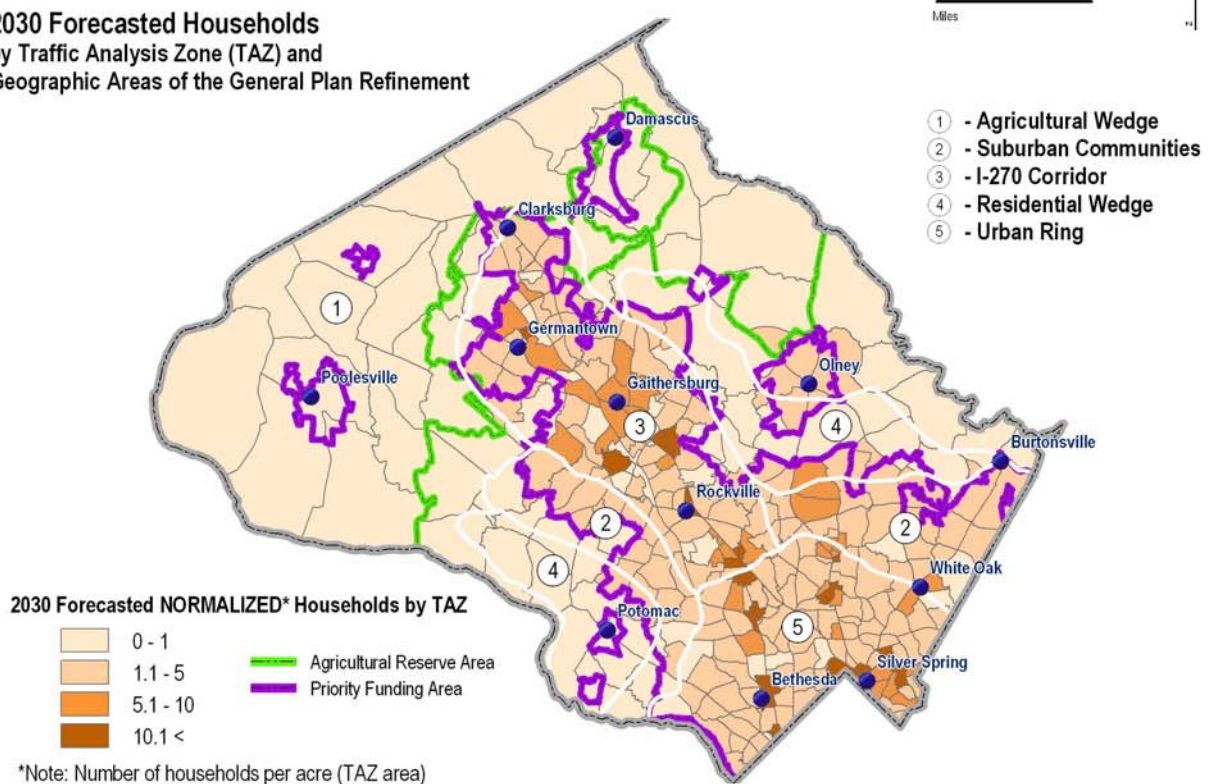 2030 Forecasted Households
by Traffic Analysis Zone (TAZ) and
Geographic Areas of the General Plan Refinement
Miles
1 - Agricultural Wedge
2 - Suburban Communities
3 - I-270 Corridor
4 - Residential Wedge
5 - Urban Ring
Damascus
Clarksburg
1
Germantown
Poolesville
Gaithersburg
Olney
3
4
Burtonsville
Rockville
2
2
4
White Oak
Potomac
5
Silver Spring
Bethesda
2030 Forecasted NORMALIZED* Households by TAZ
0 - 1
1.1 - 5
5.1 - 10
10.1 <
Agricultural Reserve Area
Priority Funding Area
*Note: Number of households per acre (TAZ area)